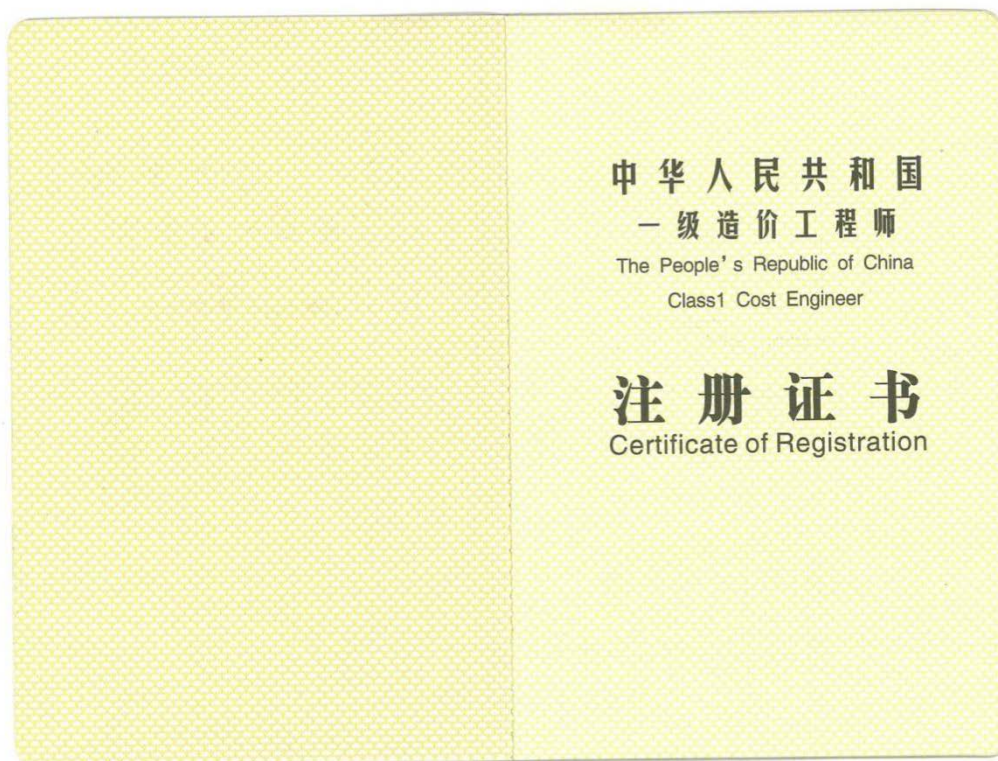 中华人民共和国
一级造价工程师
The People's Republic of China
Class1 Cost Engineer
注册证书
Certificate of Registration